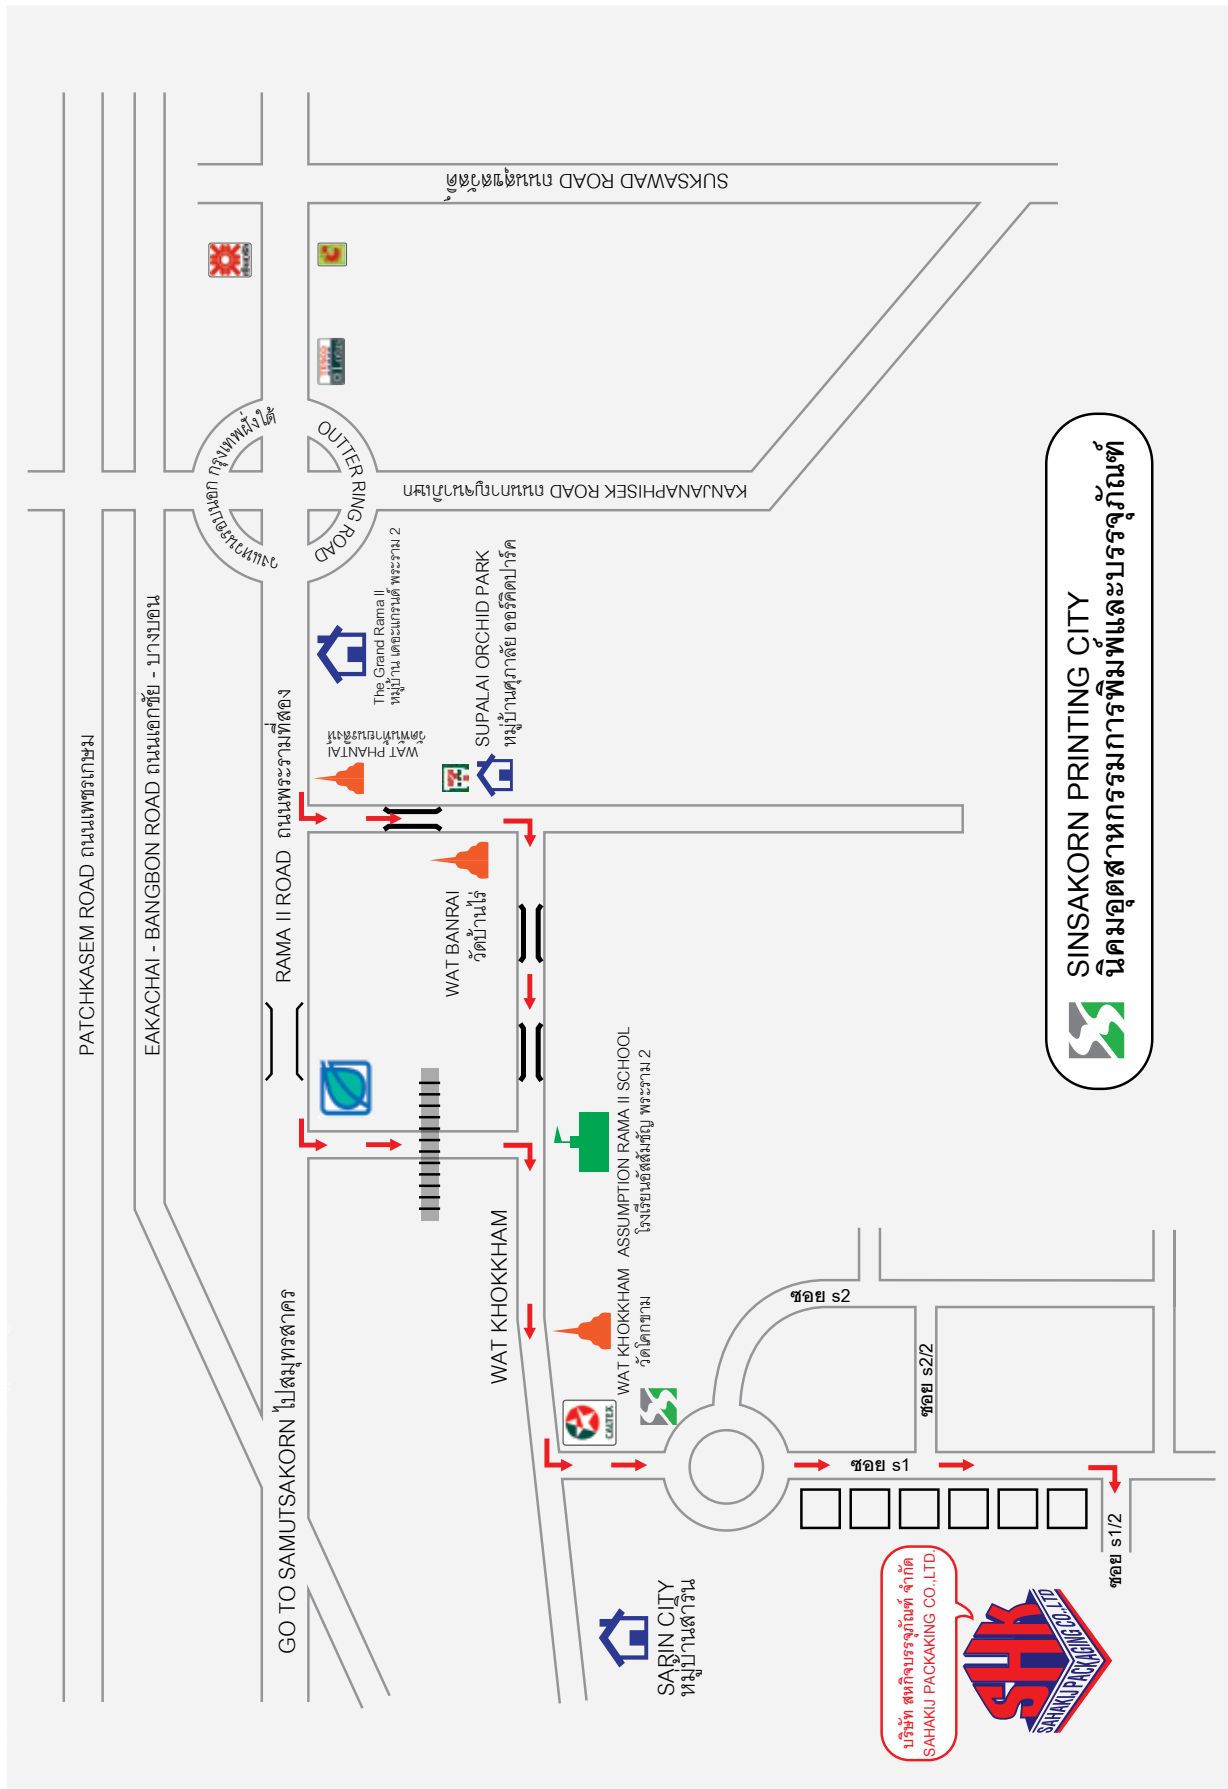 PATCHKASEM ROAD ถนนเพชรเกษม
EAKACHAI - BANGBON ROAD ถนนเอกชัย - บางบอน
GO TO SAMUTSAKORN ไปสมุทรสาคร
RAMA II ROAD ถนนพระรามที่สอง
วงแหวนรอบนอก กรุงเทพฝั่งใต้
OUTTER RING ROAD
TESCO
SUKSAWAD ROAD ถนนสุขสวัสดิ์
KANJANAPHISEK ROAD ถนนกาญจนาภิเษก
The Grand Rama II
หมู่บ้าน เดอะแกรนด์ พระราม 2
WAT PHANTAI
SUPALAI ORCHID PARK
หมู่บ้านศุภาลัย ออร์คิดปาร์ค
WAT BANRAI
วัดบ้านไร่
WAT KHOKKHAM
ASSUMPTION RAMA II SCHOOL
โรงเรียนอัสสัมชัญ พระราม 2
WAT KHOKKHAM
วัดโคกขาม
CALTEX
SARIN CITY
หมู่บ้านสาริน
ซอย s2
ซอย s2/2
ซอย s1
ซอย s1/2
บริษัท สหกิจบรรจุภัณฑ์ จำกัด
SAHAKIJ PACKAKING CO.,LTD.
SHK
SAHAKIJ PACKAGING CO.,LTD
SAHAKIJ PACKAGING CO.,LTD
SINSAKORN PRINTING CITY
นิคมอุตสาหกรรมการพิมพ์และบรรจุภัณฑ์